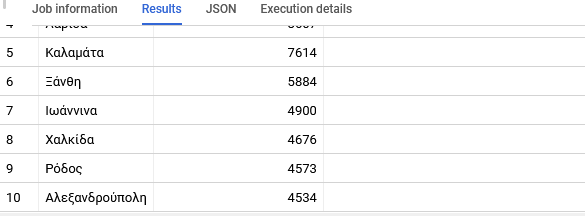 Job information Results JSON Execution details
5 Καλαμάτα 7614
6 Ξάνθη 5884
7 Ιωάννινα 4900
8 Χαλκίδα 4676
9 Ρόδος 4573
10 Αλεξανδρούπολη 4534